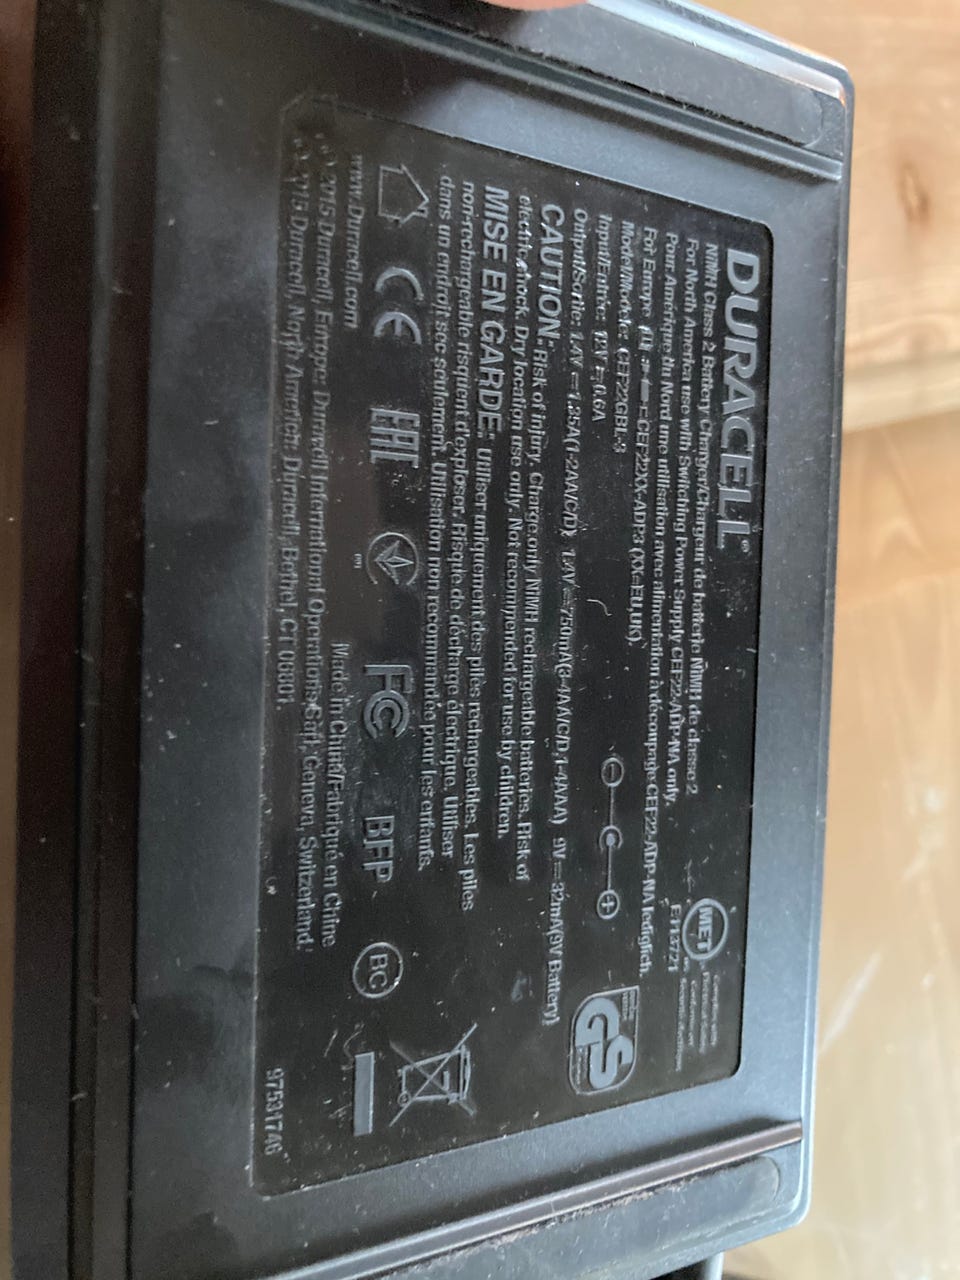 DURACELL®
NiMH Class 2 Battery Charger/Chargeur de batterie NiMH de classe 2
For North America use with Switching Power Supply CEF22-ADP-NA only.
Pour Amérique du Nord une utilisation avec alimention à découpage CEF22-ADP-NA lediglich.
For Europe CEF22XX-ADP3 (XX=EU,UK)
Model/Modèle: CEF22GBL-3
Input/Entrée: 12V 0.6A
Output/Sortie: 1.4V 1.35A(1-2AA/C/D) 1.4V 750mA(3-4AA/C/D,1-4AAA) 9V 32mA(9V Battery)
CAUTION: Risk of injury. Charge only NiMH rechargeable batteries. Risk of
electric shock. Dry location use only. Not recommended for use by children.
MISE EN GARDE: Utiliser uniquement des piles rechargeables. Les piles
non-rechargeable risquent d'exploser. Risque de décharge électrique. Utiliser
dans un endroit sec seulement. Utilisation non recommandée pour les enfants.
MET
E113721
GS
CE EAC FC BFP BC
www.Duracell.com
Made in China/Fabriqué en Chine
2015 Duracell, Europe: Duracell International Operations Sarl, Geneva, Switzerland.
2015 Duracell, North America: Duracell, Bethel, CT 06801.
97531746